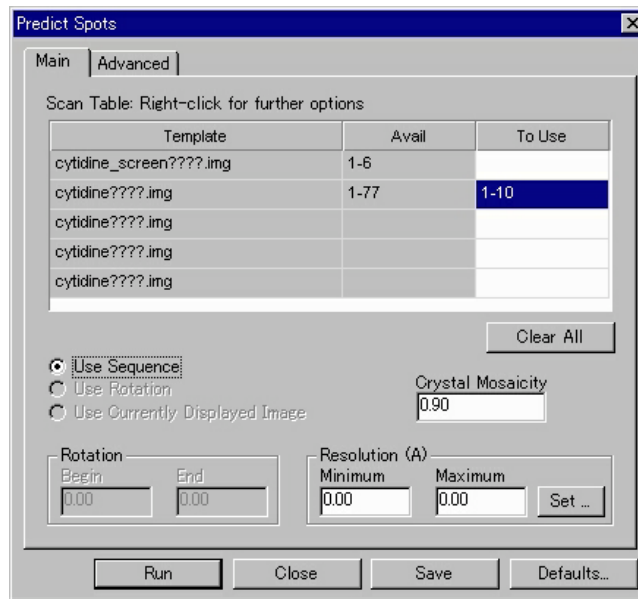 Predict Spots
Main Advanced
Scan Table: Right-click for further options
Template Avail To Use
cytidine_screen????.img 1-6
cytidine????.img 1-77 1-10
cytidine????.img
cytidine????.img
cytidine????.img
Clear All
Use Sequence
Use Rotation
Use Currently Displayed Image
Crystal Mosaicity
0.90
Rotation
Begin End
0.00 0.00
Resolution (A)
Minimum Maximum
0.00 0.00 Set ...
Run Close Save Defaults...